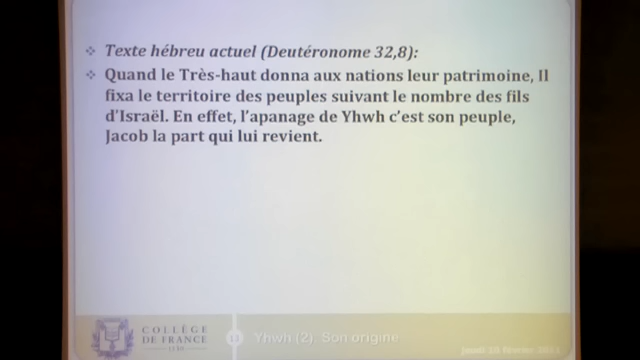 Texte hébreu actuel (Deutéronome 32,8):
Quand le Très-haut donna aux nations leur patrimoine, Il
fixa le territoire des peuples suivant le nombre des fils
d'Israël. En effet, l'apanage de Yhwh c'est son peuple,
Jacob la part qui lui revient.
COLLÈGE
DE FRANCE
Yhwh (2). Son origine